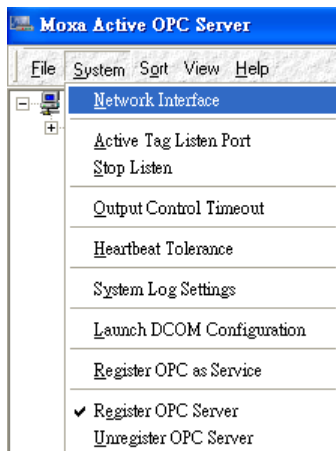 Moxa Active OPC Server
File System Sort View Help
Network Interface
Active Tag Listen Port
Stop Listen
Output Control Timeout
Heartbeat Tolerance
System Log Settings
Launch DCOM Configuration
Register OPC as Service
Register OPC Server
Unregister OPC Server